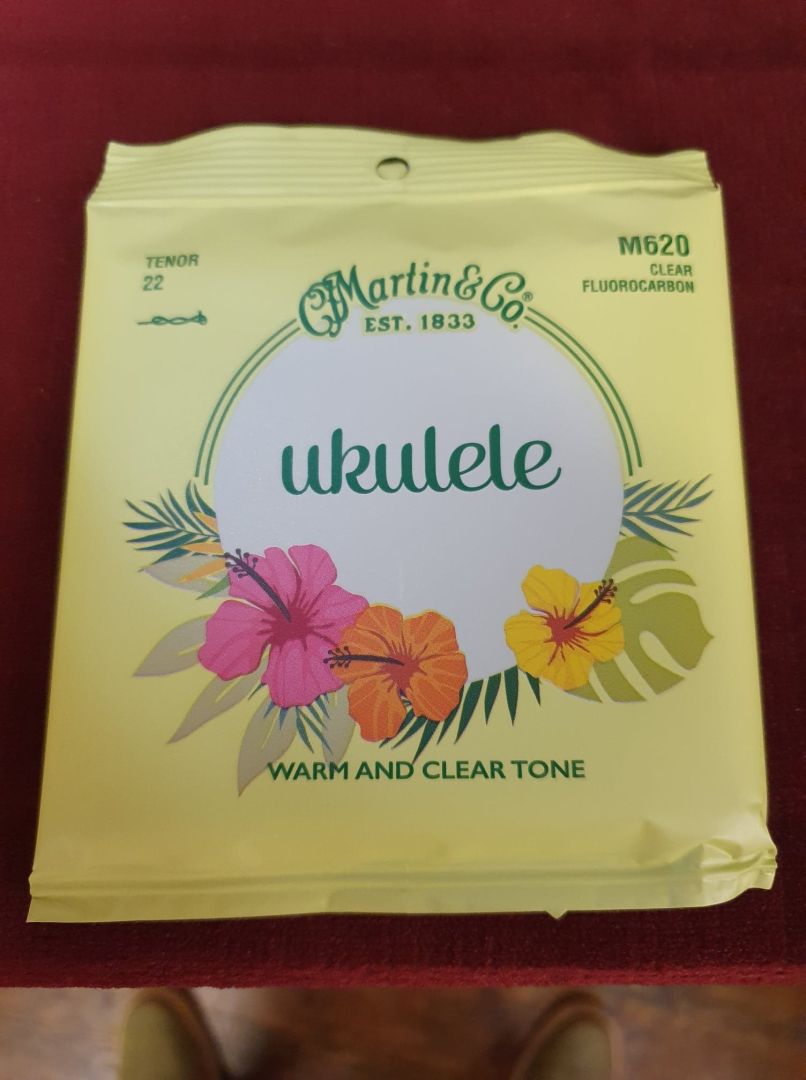 TENOR
22
M620
CLEAR
FLUOROCARBON
CFMartin & Co.®
EST. 1833
ukulele
WARM AND CLEAR TONE